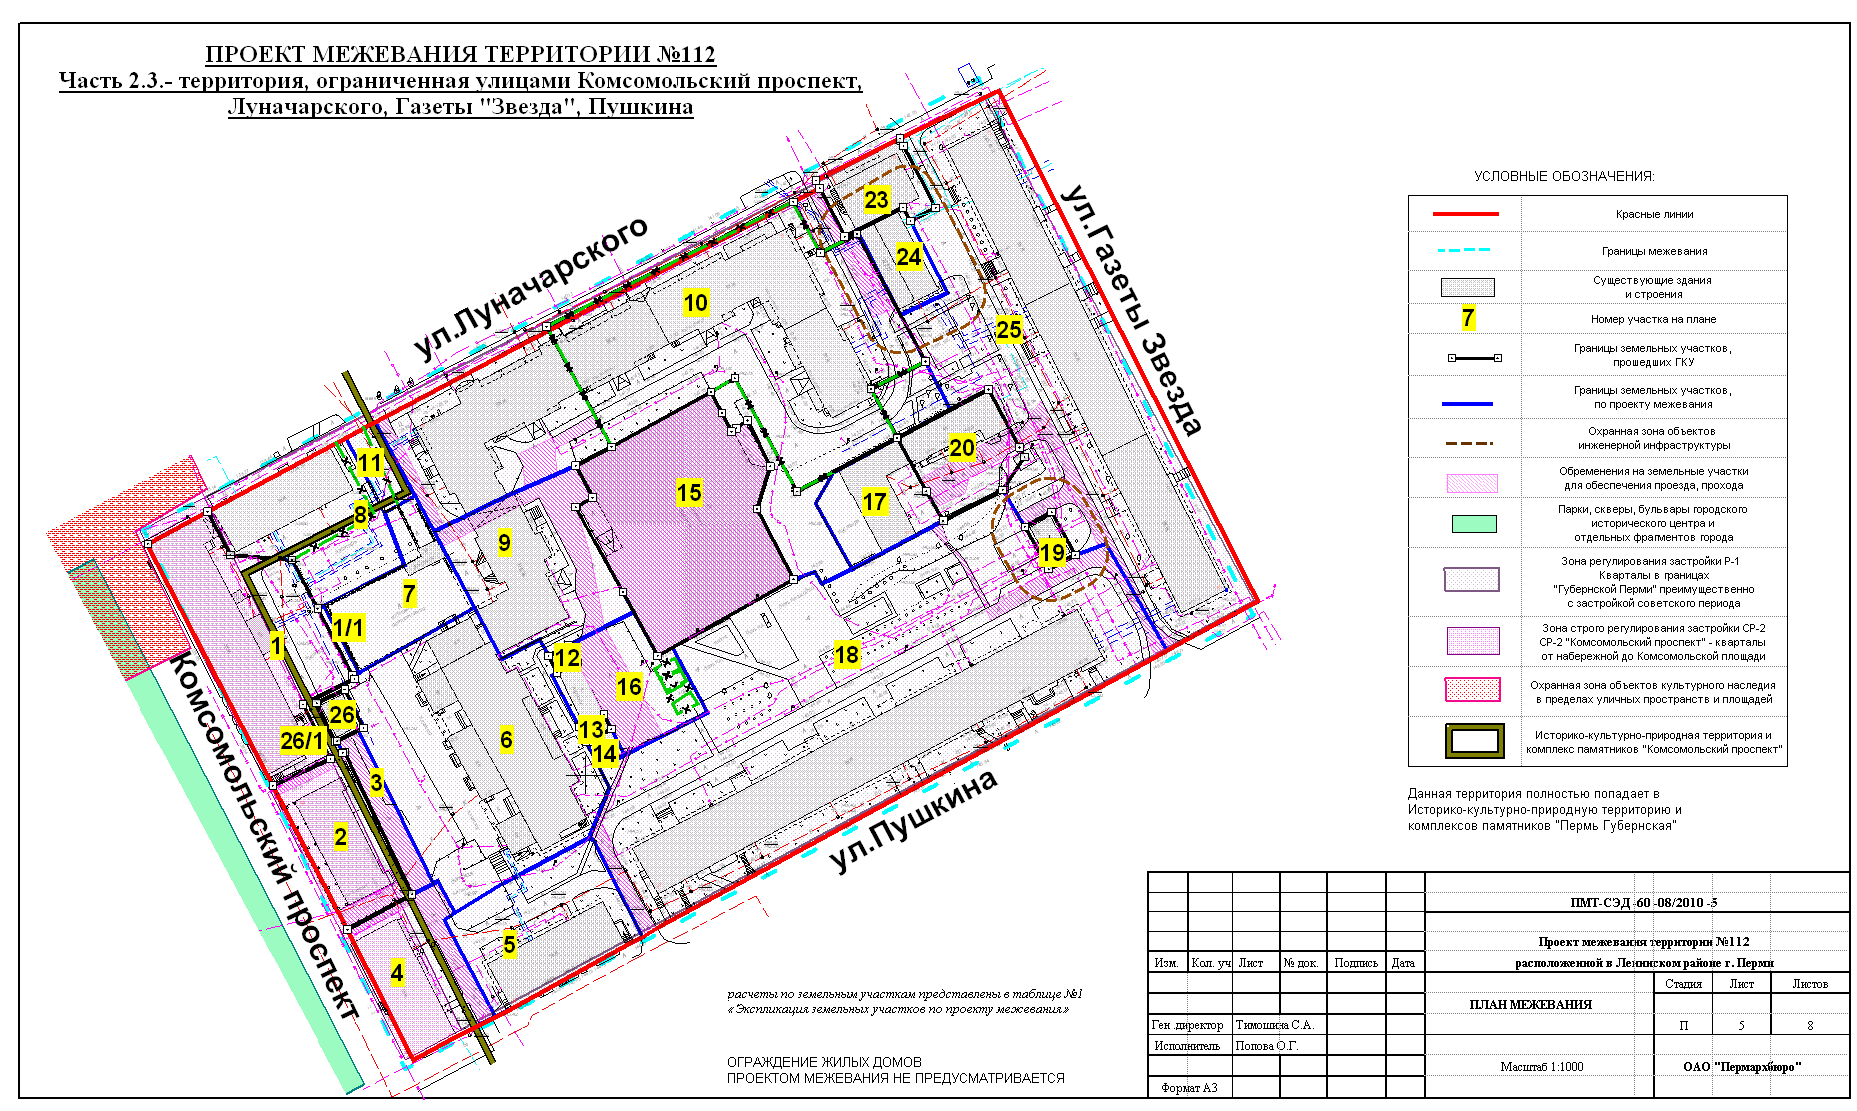 ПРОЕКТ МЕЖЕВАНИЯ ТЕРРИТОРИИ №112
Часть 2.3.- территория, ограниченная улицами Комсомольский проспект,
Луначарского, Газеты "Звезда", Пушкина
ул.Луначарского
ул.Газеты Звезда
ул.Пушкина
Комсомольский проспект
23
24
10
25
11
15
20
17
8
9
19
7
1/1
1
12
18
16
26
13
26/1
6
14
3
2
5
4
УСЛОВНЫЕ ОБОЗНАЧЕНИЯ:
Красные линии
Границы межевания
Существующие здания
и строения
7
Номер участка на плане
Границы земельных участков,
прошедших ГКУ
Границы земельных участков,
по проекту межевания
Охранная зона объектов
инженерной инфраструктуры
Обременения на земельные участки
для обеспечения проезда, прохода
Парки, скверы, бульвары городского
исторического центра и
отдельных фрагментов города
Зона регулирования застройки Р-1
Кварталы в границах
"Губернской Перми" преимущественно
с застройкой советского периода
Зона строго регулирования застройки СР-2
СР-2 "Комсомольский проспект" - кварталы
от набережной до Комсомольской площади
Охранная зона объектов культурного наследия
в пределах уличных пространств и площадей
Историко-культурно-природная территория и
комплекс памятников "Комсомольский проспект"
Данная территория полностью попадает в
Историко-культурно-природную территорию и
комплексов памятников "Пермь Губернская"
расчеты по земельным участкам представлены в таблице №1
«Экспликация земельных участков по проекту межевания»
ОГРАЖДЕНИЕ ЖИЛЫХ ДОМОВ
ПРОЕКТОМ МЕЖЕВАНИЯ НЕ ПРЕДУСМАТРИВАЕТСЯ
ПМТ-СЭД -60 -08/2010 -5
Проект межевания территории №112
расположенной в Ленинском районе г. Перми
Изм. Кол. уч Лист № док. Подпись Дата
Стадия Лист Листов
ПЛАН МЕЖЕВАНИЯ
П 5 8
Ген .директор Тимошина С.А.
Исполнитель Попова О.Г.
Масштаб 1:1000
ОАО "Пермархбюро"
Формат А3